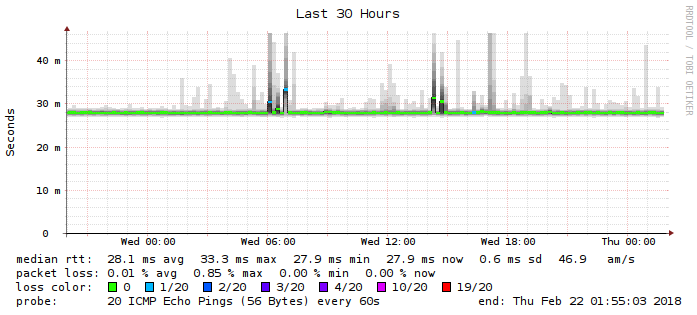 Last 30 Hours
RRDTOOL / TOBI OETIKER
Seconds
40 m
30 m
20 m
10 m
0
Wed 00:00 Wed 06:00 Wed 12:00 Wed 18:00 Thu 00:00
median rtt: 28.1 ms avg 33.3 ms max 27.9 ms min 27.9 ms now 0.6 ms sd 46.9 am/s
packet loss: 0.01 % avg 0.85 % max 0.00 % min 0.00 % now
loss color: 0 1/20 2/20 3/20 4/20 10/20 19/20
probe: 20 ICMP Echo Pings (56 Bytes) every 60s end: Thu Feb 22 01:55:03 2018